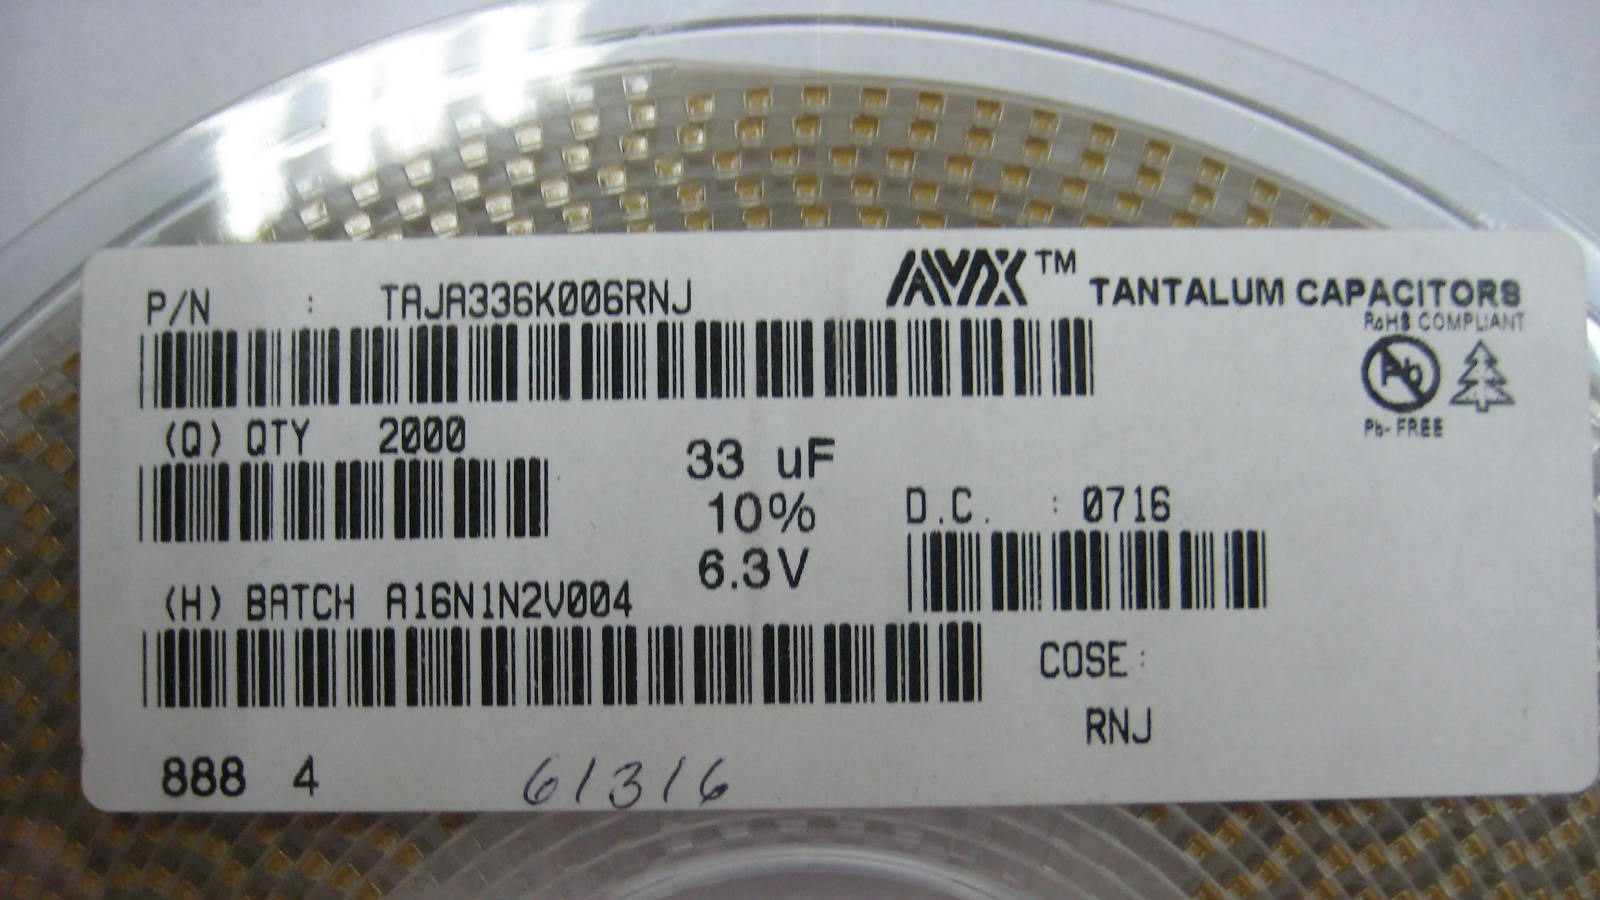 P/N : TAJA336K006RNJ
AVX™ TANTALUM CAPACITORS
RoHS COMPLIANT
Pb
Pb-FREE
(Q) QTY 2000
33 uF
10%
6.3V
D.C. : 0716
(H) BATCH A16N1N2V004
COSE:
RNJ
888 4
61316